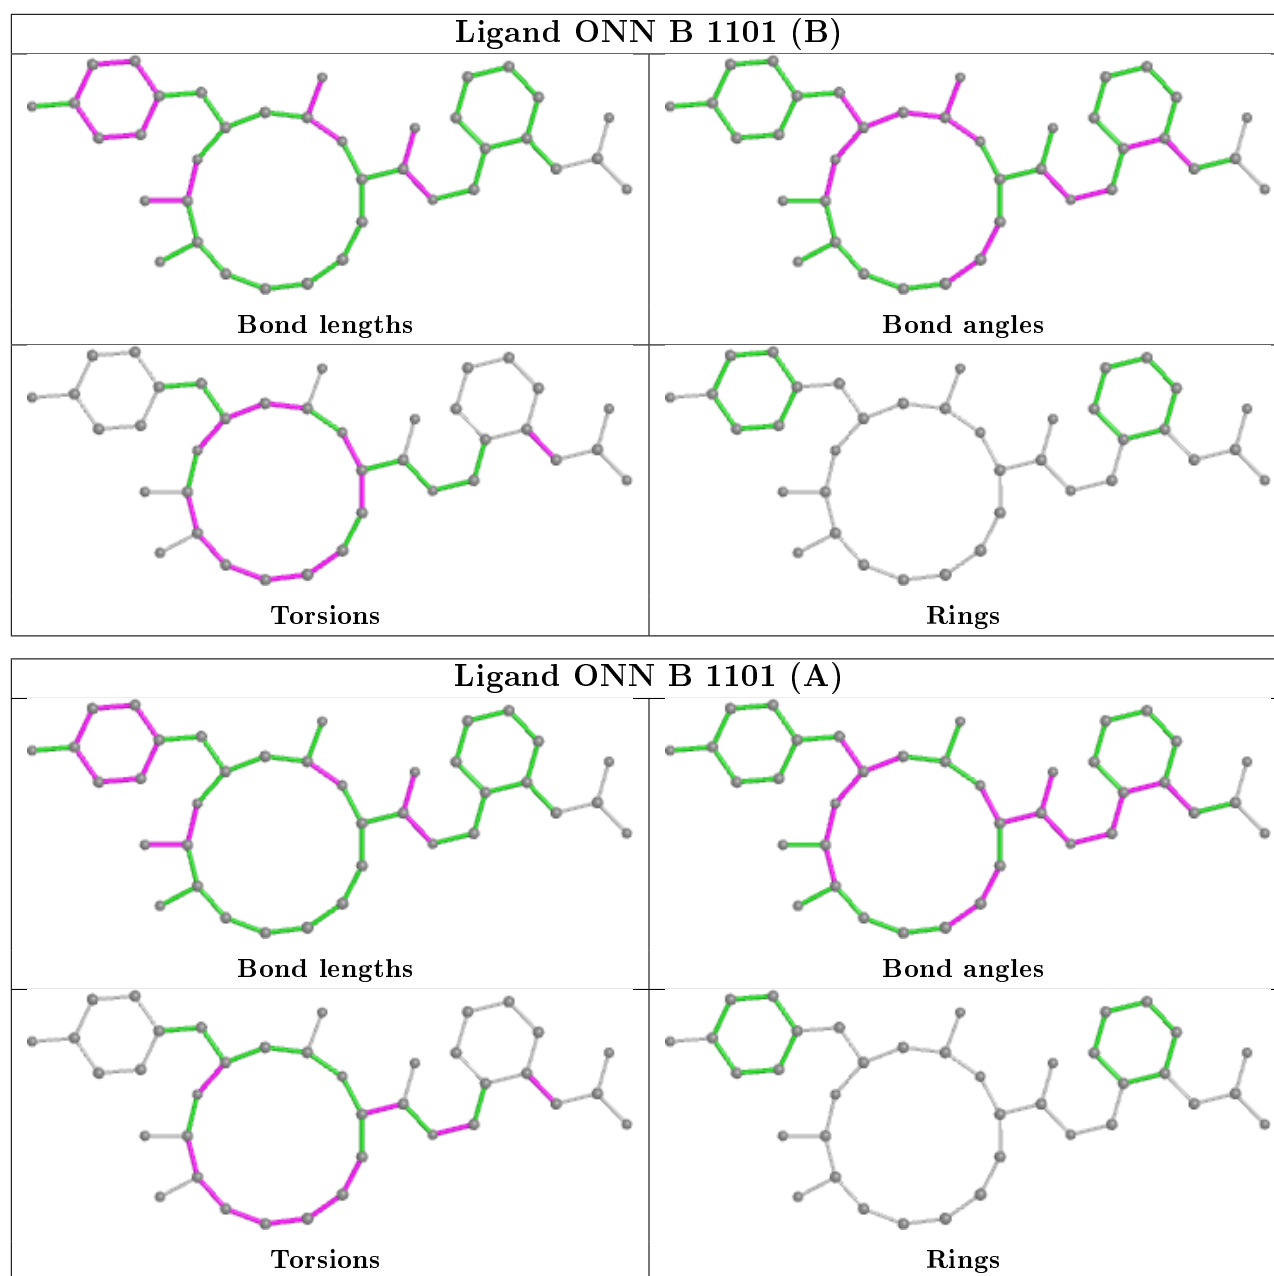 Ligand ONN B 1101 (B)
Bond lengths
Bond angles
Torsions
Rings
Ligand ONN B 1101 (A)
Bond lengths
Bond angles
Torsions
Rings